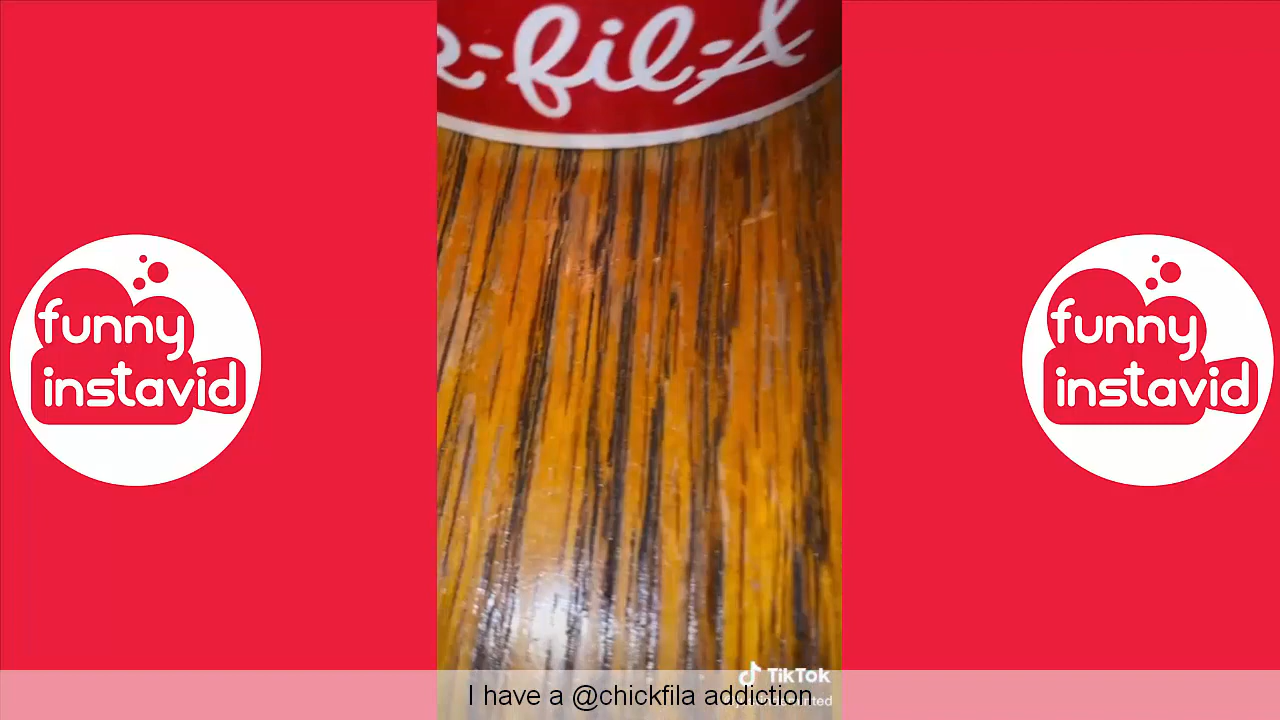 -fil-A
funny
instavid
funny
instavid
TikTok
I have a @chickfila addiction